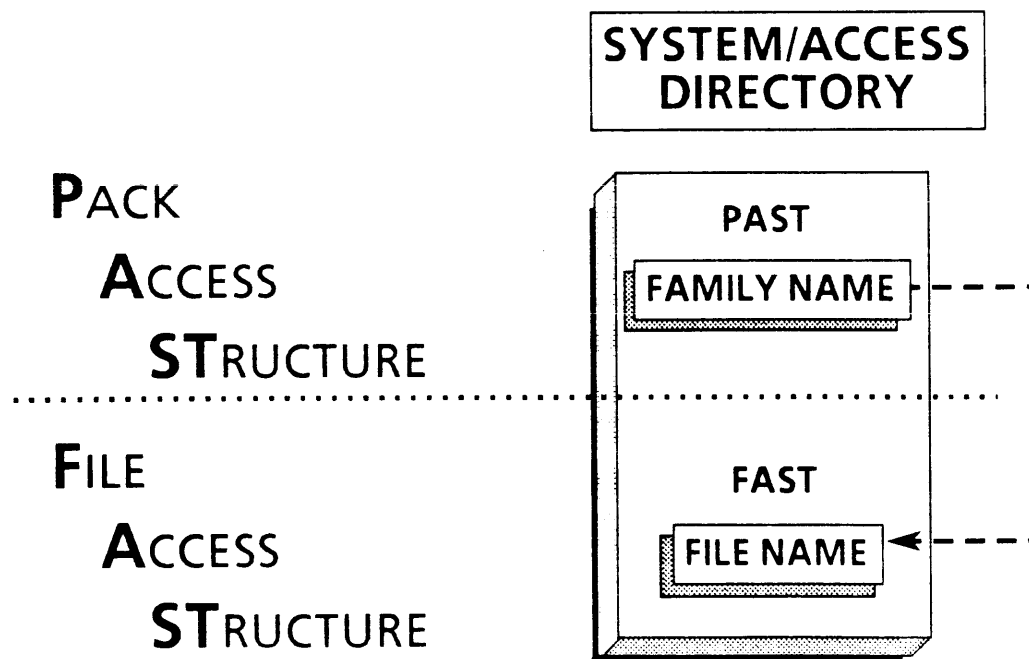 SYSTEM/ACCESS
DIRECTORY
PACK
ACCESS
STRUCTURE
PAST
FAMILY NAME
FILE
ACCESS
STRUCTURE
FAST
FILE NAME